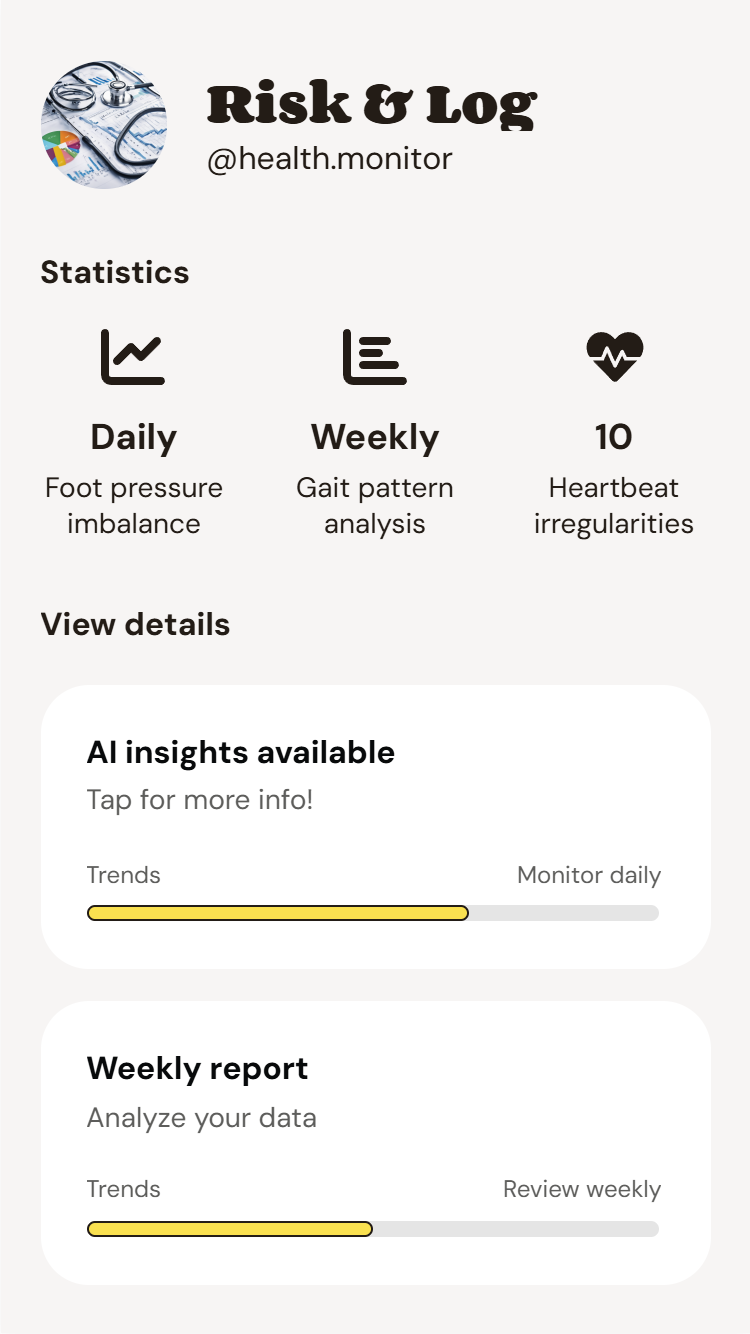 Risk & Log
@health.monitor
Statistics
Daily
Foot pressure
imbalance
Weekly
Gait pattern
analysis
10
Heartbeat
irregularities
View details
AI insights available
Tap for more info!
Trends
Monitor daily
Weekly report
Analyze your data
Trends
Review weekly